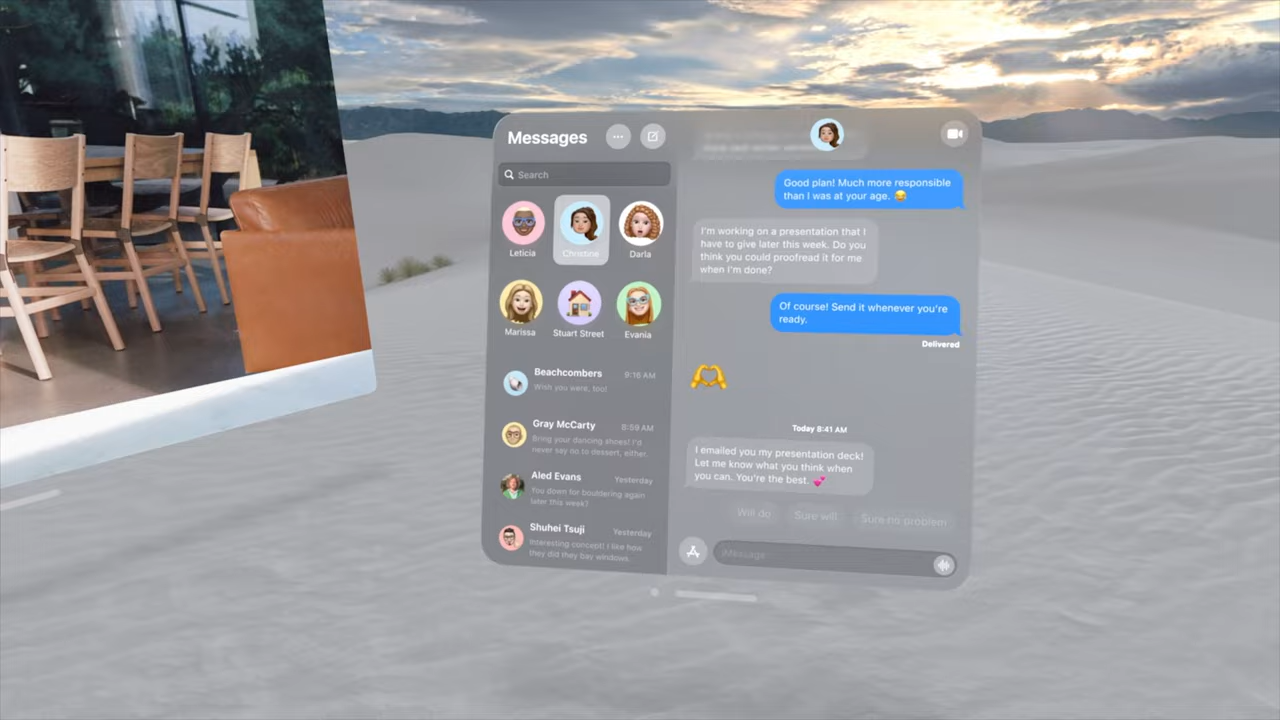 Messages
Search
Leticia
Christine
Darla
Marissa
Stuart Street
Evania
Beachcombers 9:16 AM
Wish you were, too!
Gray McCarty 8:59 AM
Bring your dancing shoes! I'd
never say no to dessert, either.
Aled Evans Yesterday
You down for bouldering again
later this week?
Shuhei Tsuji Yesterday
Interesting concept! I like how
they did they bay windows.
Good plan! Much more responsible
than I was at your age. 😂
I'm working on a presentation that I
have to give later this week. Do you
think you could proofread it for me
when I'm done?
Of course! Send it whenever you're
ready.
Delivered
Today 8:41 AM
I emailed you my presentation deck!
Let me know what you think when
you can. You're the best. 💕
Will do
Sure will
Sure no problem
iMessage